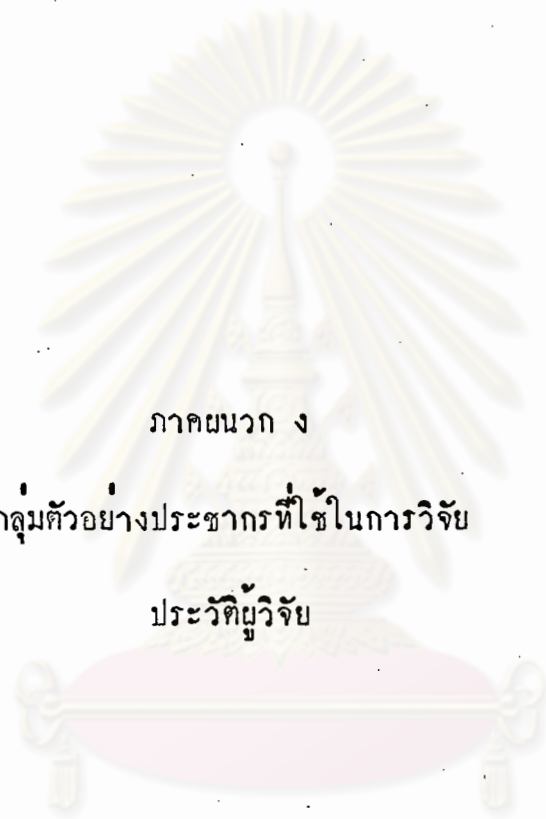 ภาคผนวก ง
กลุ่มตัวอย่างประชากรที่ใช้ในการวิจัย
ประวัติผู้วิจัย